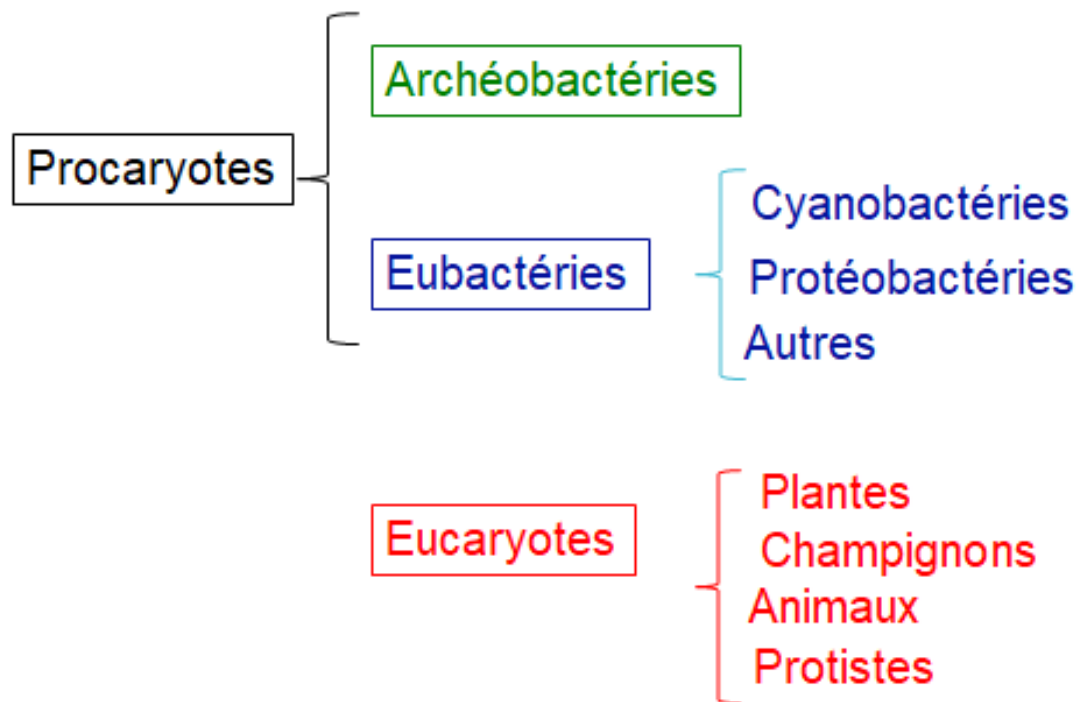 Archéobactéries
Procaryotes
Cyanobactéries
Eubactéries
Protéobactéries
Autres
Plantes
Eucaryotes
Champignons
Animaux
Protistes